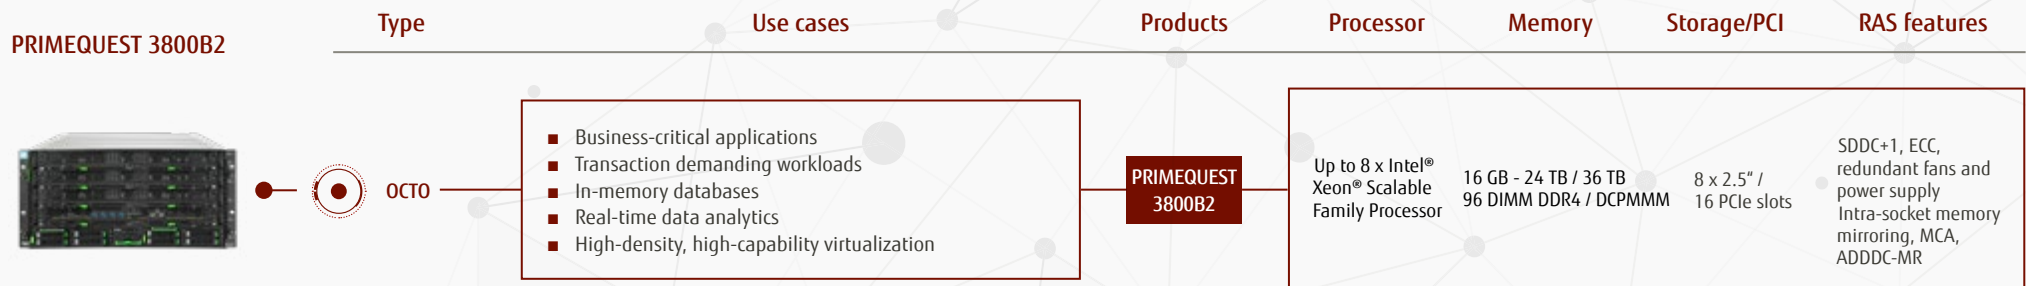 Type Use cases Products Processor Memory Storage/PCI RAS features
PRIMEQUEST 3800B2
OCTO
■ Business-critical applications
■ Transaction demanding workloads
■ In-memory databases
■ Real-time data analytics
■ High-density, high-capability virtualization
PRIMEQUEST
3800B2
Up to 8 x Intel®
Xeon® Scalable
Family Processor
16 GB - 24 TB / 36 TB
96 DIMM DDR4 / DCPMMM
8 x 2.5“ /
16 PCIe slots
SDDC+1, ECC,
redundant fans and
power supply
Intra-socket memory
mirroring, MCA,
ADDDC-MR